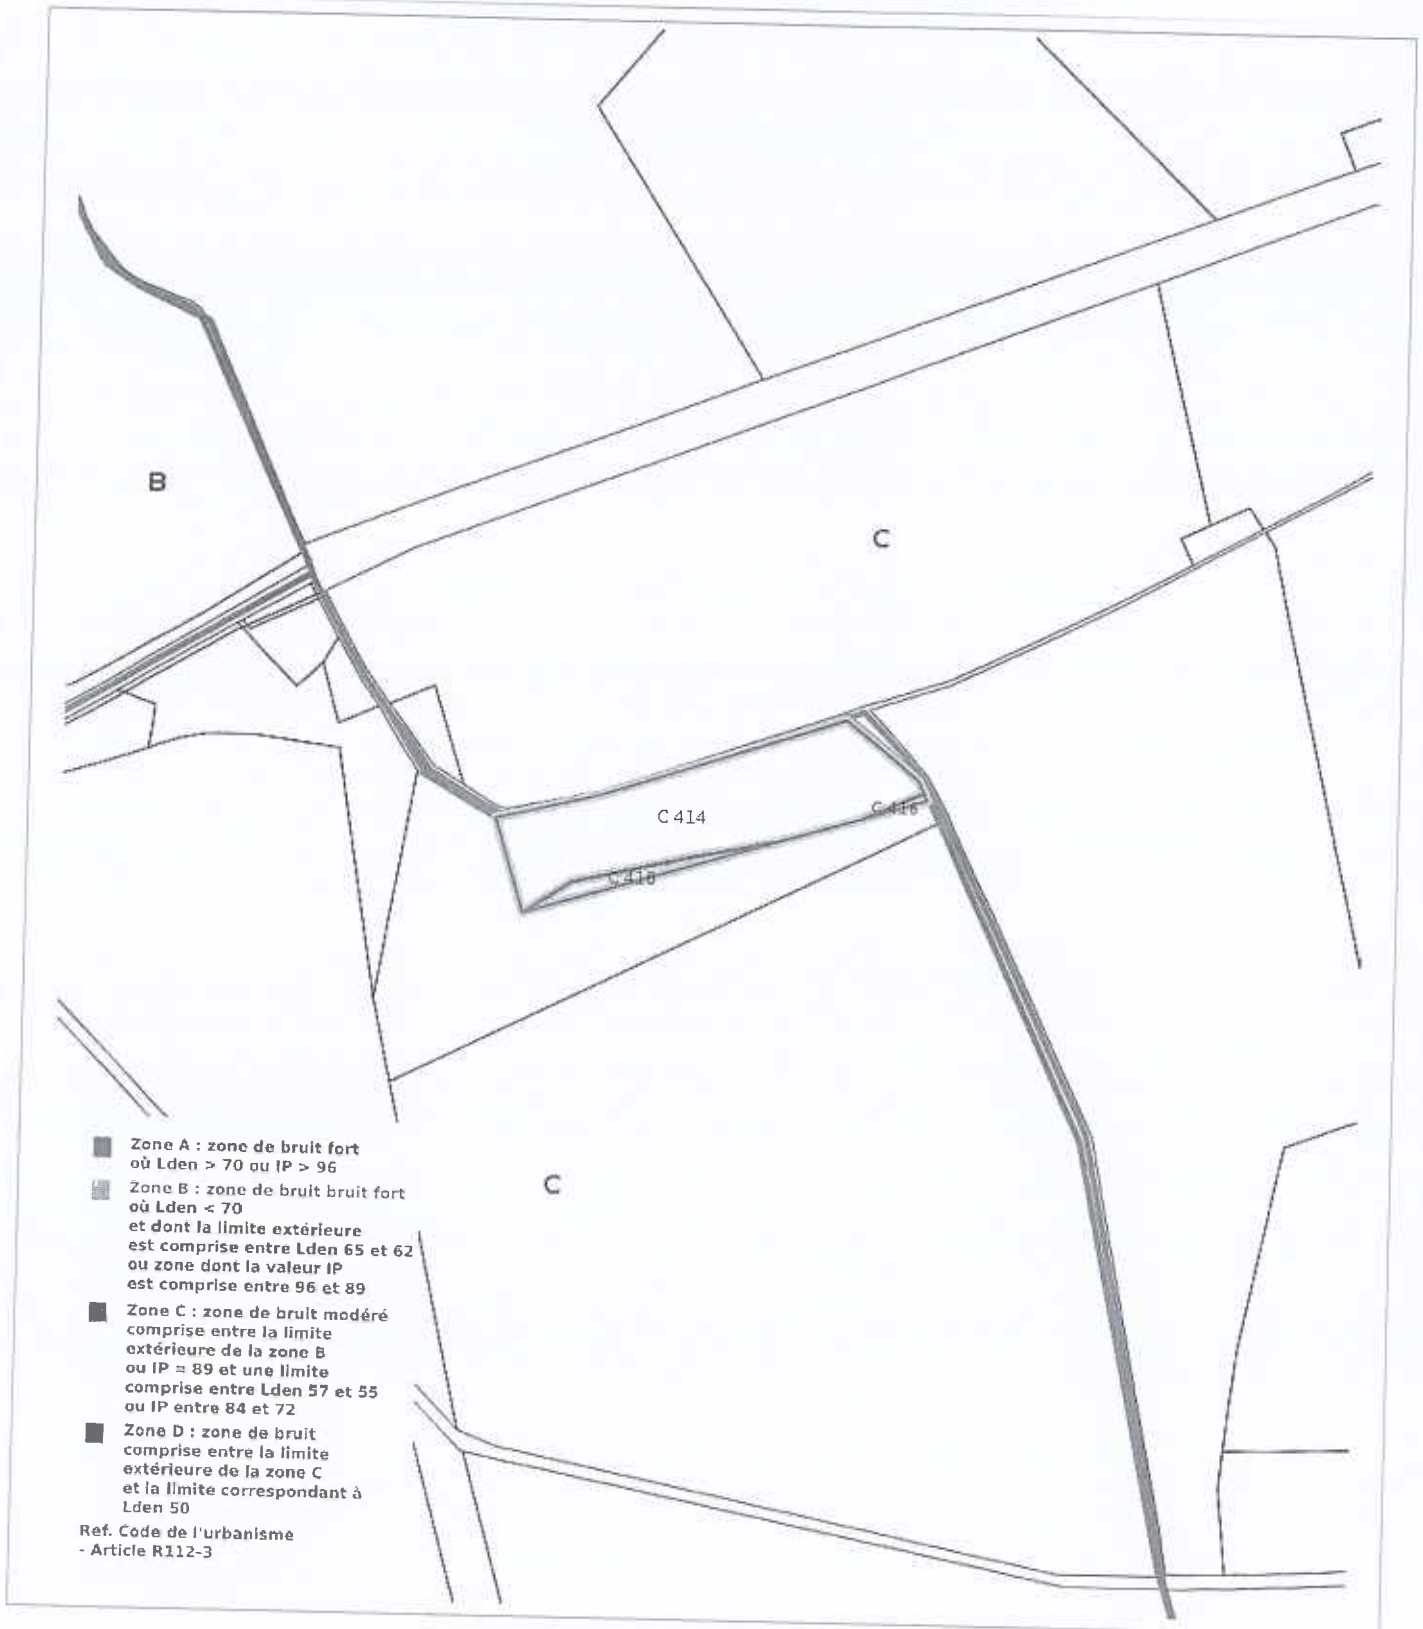 B
C
C 414
C 416
C 418
C
Zone A : zone de bruit fort
où Lden > 70 ou IP > 96
Zone B : zone de bruit bruit fort
où Lden < 70
et dont la limite extérieure
est comprise entre Lden 65 et 62
ou zone dont la valeur IP
est comprise entre 96 et 89
Zone C : zone de bruit modéré
comprise entre la limite
extérieure de la zone B
ou IP = 89 et une limite
comprise entre Lden 57 et 55
ou IP entre 84 et 72
Zone D : zone de bruit
comprise entre la limite
extérieure de la zone C
et la limite correspondant à
Lden 50
Ref. Code de l'urbanisme
- Article R112-3